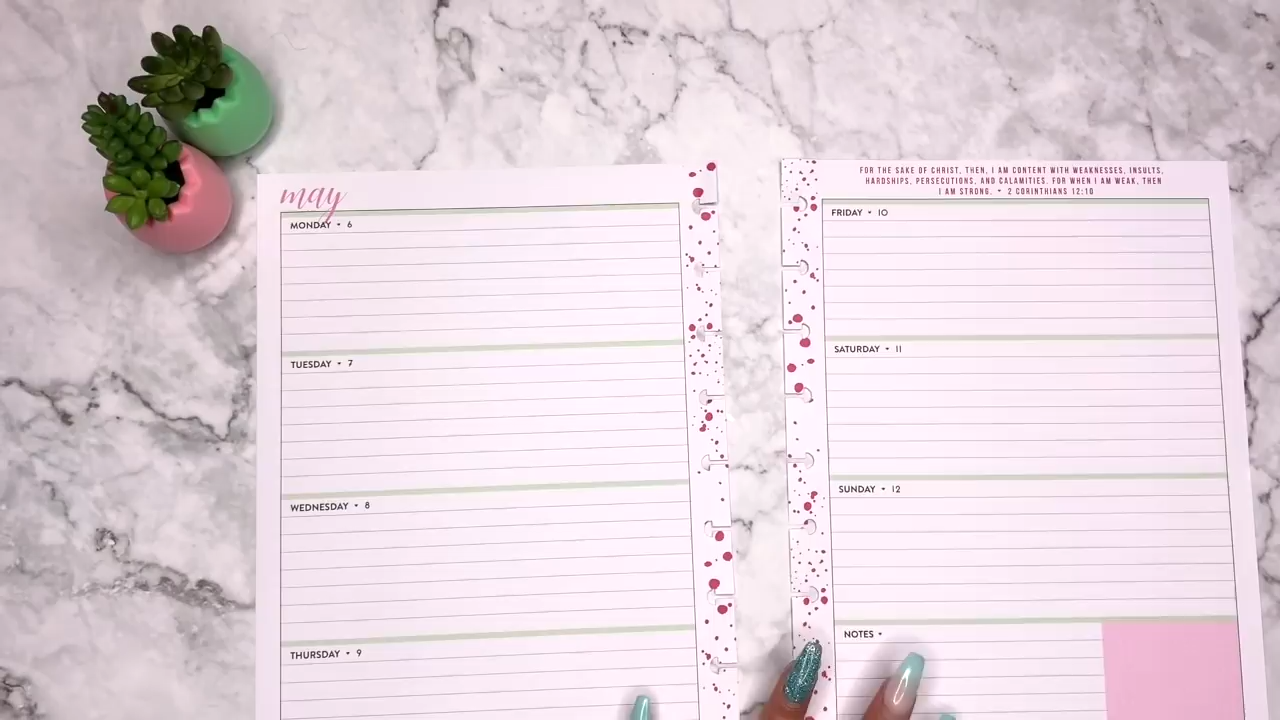 may
MONDAY • 6
TUESDAY • 7
WEDNESDAY • 8
THURSDAY • 9
FOR THE SAKE OF CHRIST, THEN, I AM CONTENT WITH WEAKNESSES, INSULTS,
HARDSHIPS, PERSECUTIONS, AND CALAMITIES. FOR WHEN I AM WEAK, THEN
I AM STRONG. • 2 CORINTHIANS 12:10
FRIDAY • 10
SATURDAY • 11
SUNDAY • 12
NOTES •